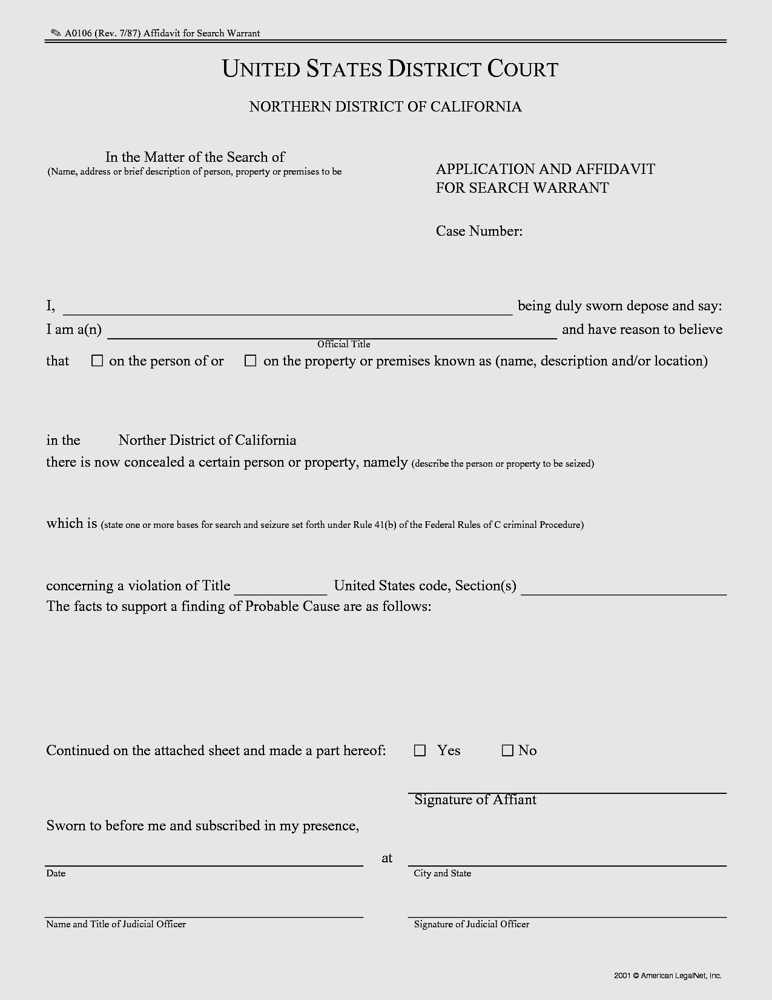 ✎ A0106 (Rev. 7/87) Affidavit for Search Warrant
UNITED STATES DISTRICT COURT
NORTHERN DISTRICT OF CALIFORNIA
In the Matter of the Search of
(Name, address or brief description of person, property or premises to be
APPLICATION AND AFFIDAVIT
FOR SEARCH WARRANT
Case Number:
I, being duly sworn depose and say:
I am a(n) and have reason to believe
Official Title
that ☐ on the person of or ☐ on the property or premises known as (name, description and/or location)
in the Norther District of California
there is now concealed a certain person or property, namely (describe the person or property to be seized)
which is (state one or more bases for search and seizure set forth under Rule 41(b) of the Federal Rules of C criminal Procedure)
concerning a violation of Title United States code, Section(s)
The facts to support a finding of Probable Cause are as follows:
Continued on the attached sheet and made a part hereof: ☐ Yes ☐ No
Signature of Affiant
Sworn to before me and subscribed in my presence,
at
Date City and State
Name and Title of Judicial Officer Signature of Judicial Officer
2001 © American LegalNet, Inc.